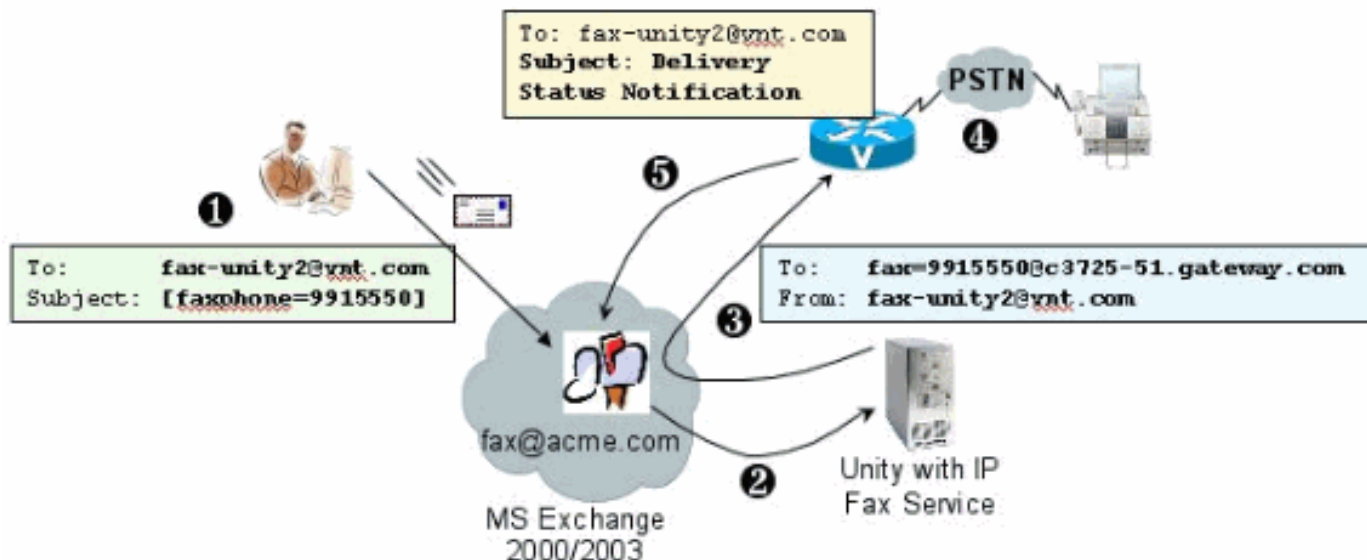 To: fax-unity2@vnt.com
Subject: Delivery
Status Notification
PSTN
4
V
5
1
To: fax-unity2@vnt.com
Subject: [faxphone=9915550]
To: fax=9915550@c3725-51.gateway.com
From: fax-unity2@vnt.com
3
fax@acme.com
2
Unity with IP
Fax Service
MS Exchange
2000/2003